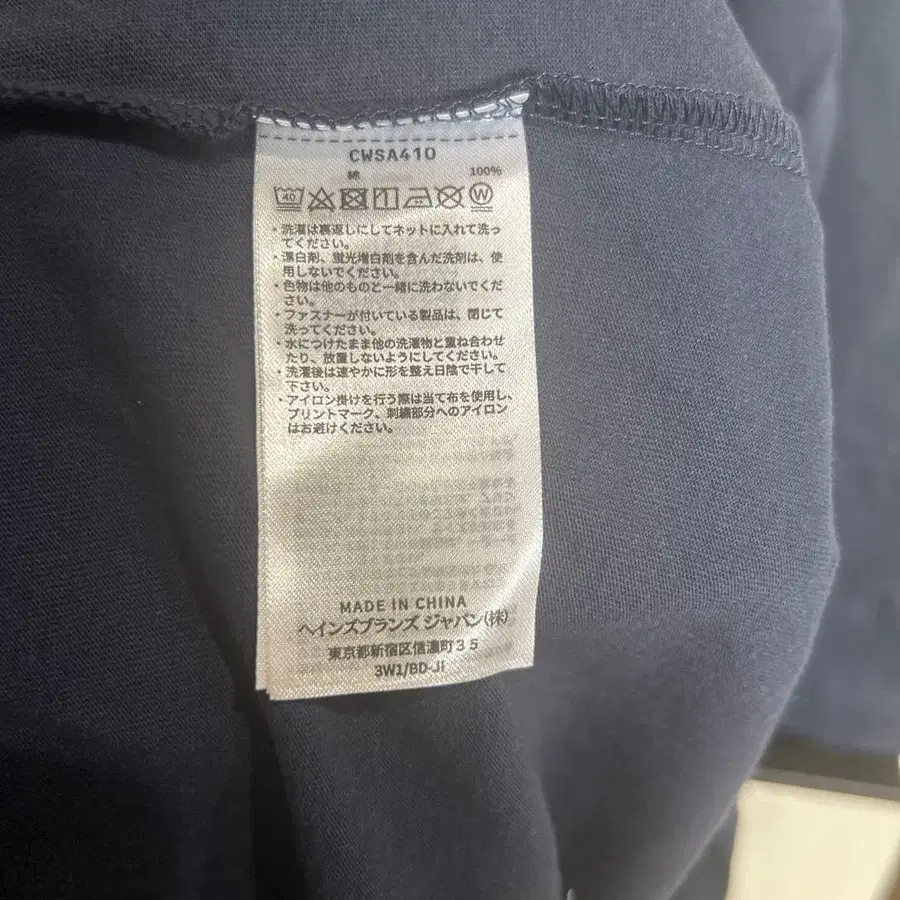 CWSA410
綿 100%
40 W
・洗濯は裏返しにしてネットに入れて洗っ
てください。
・漂白剤、蛍光増白剤を含んだ洗剤は、使
用しないでください。
・色物は他のものと一緒に洗わないでくだ
さい。
・ファスナーが付いている製品は、閉じて
洗ってください。
・水につけたまま他の洗濯物と重ね合わせ
たり、放置しないようにしてください。
・洗濯後は速やかに形を整え日陰で干して
下さい。
・アイロン掛けを行う際は当て布を使用し、
プリントマーク、刺繍部分へのアイロン
はお避けください。
MADE IN CHINA
ヘインズブランズ ジャパン(株)
東京都新宿区信濃町35
3W1/BD-JI